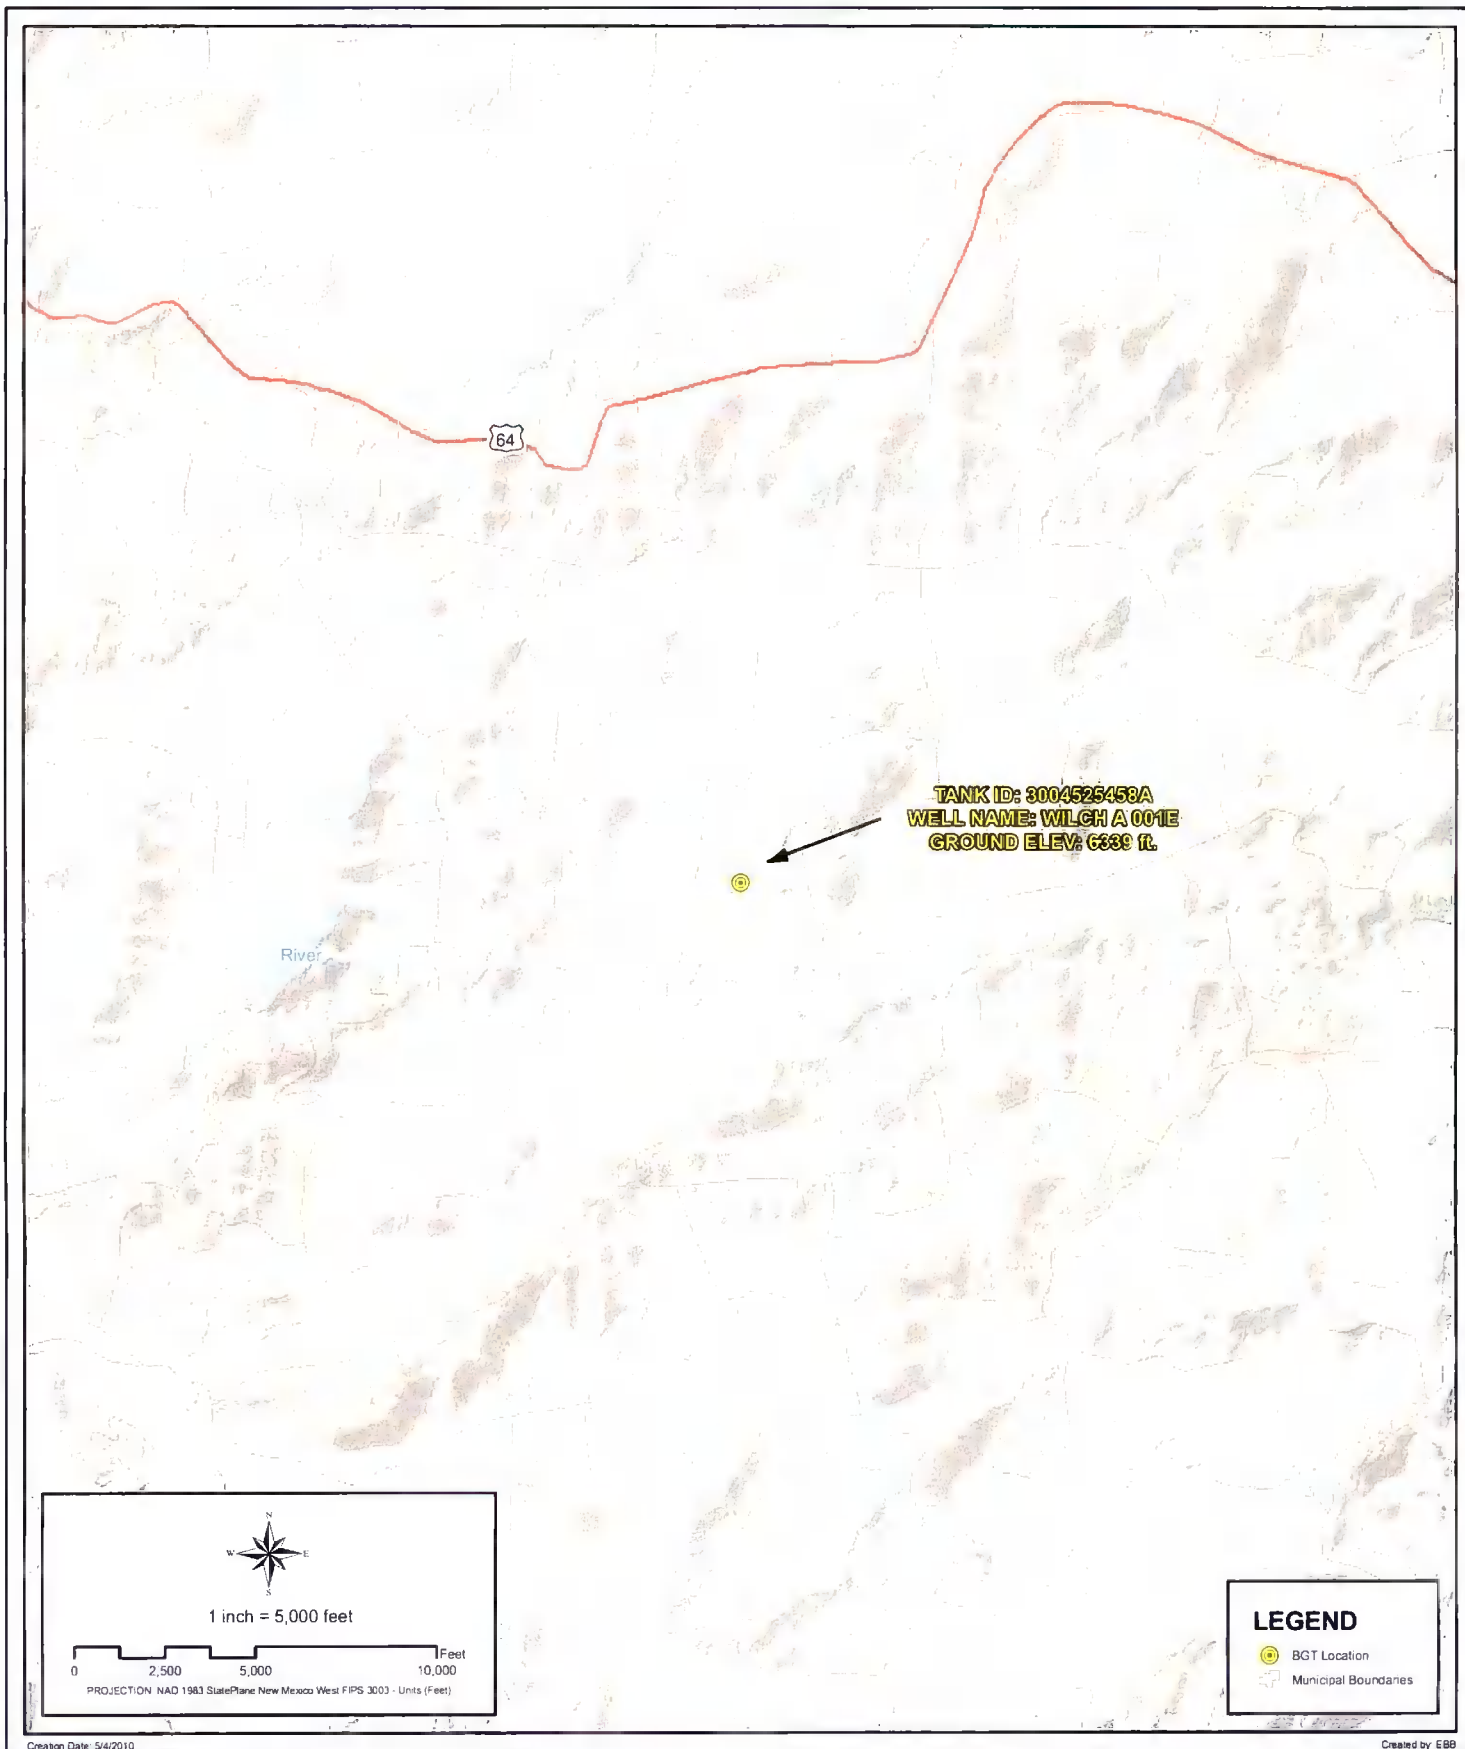 64
TANK ID: 3004525458A
WELL NAME: WILCH A 001E
GROUND ELEV: 6339 ft.
River
N
W E
S
1 inch = 5,000 feet
Feet
0 2,500 5,000 10,000
PROJECTION NAD 1983 StatePlane New Mexico West FIPS 3003 - Units (Feet)
LEGEND
BGT Location
Municipal Boundaries
Creation Date: 5/4/2010
Created by EBB